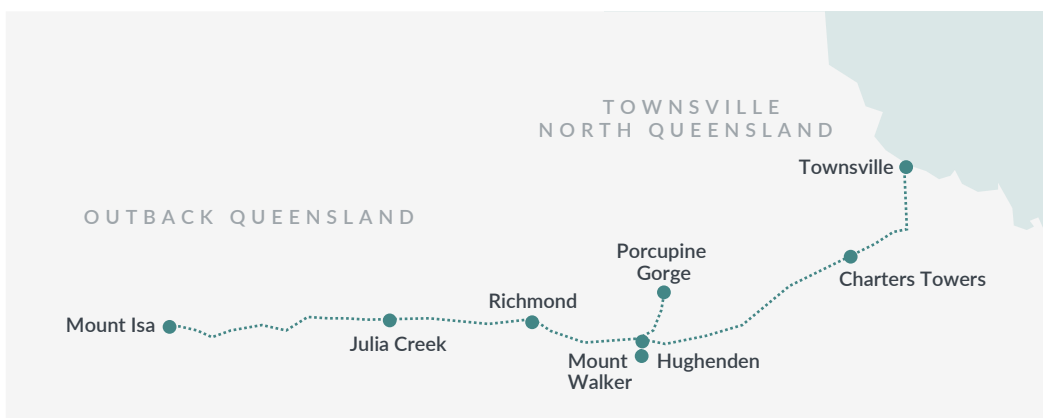 TOWNSVILLE
NORTH QUEENSLAND
Townsville
OUTBACK QUEENSLAND
Porcupine
Gorge
Charters Towers
Richmond
Mount Isa
Julia Creek
Mount
Walker
Hughenden